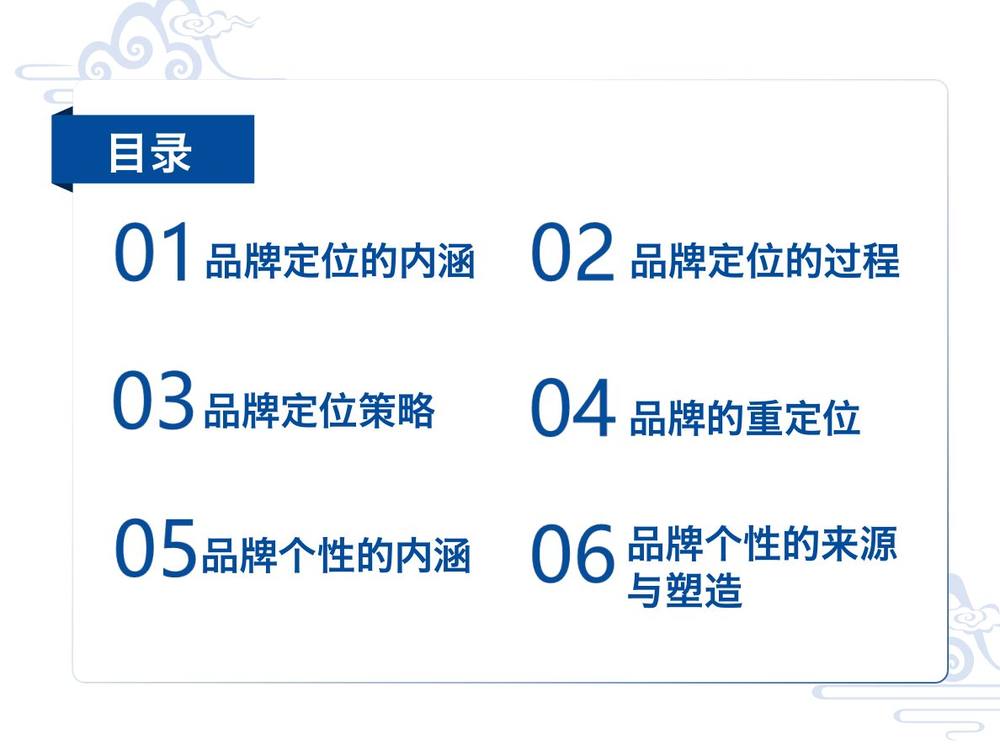 目录
01 品牌定位的内涵
02 品牌定位的过程
03 品牌定位策略
04 品牌的重定位
05 品牌个性的内涵
06 品牌个性的来源
与塑造